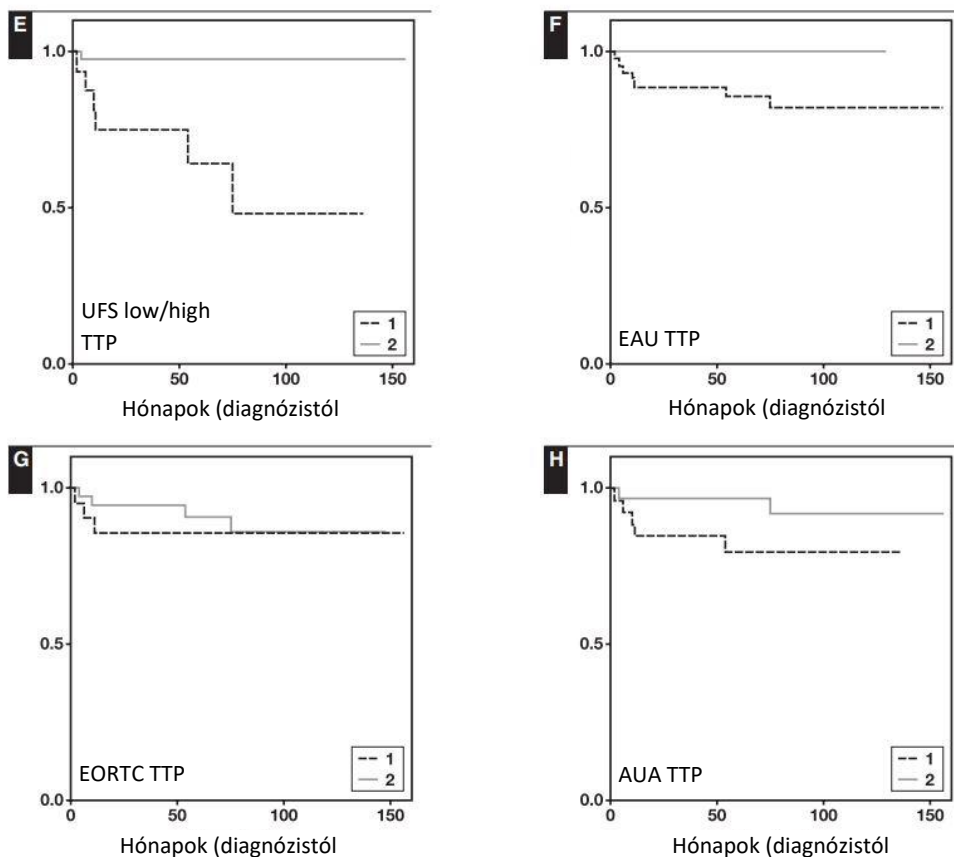 E
1.0
0.5
0.0
UFS low/high
TTP
1
2
0 50 100 150
Hónapok (diagnózistól
F
1.0
0.5
0.0
EAU TTP
1
2
0 50 100 150
Hónapok (diagnózistól
G
1.0
0.5
0.0
EORTC TTP
1
2
0 50 100 150
Hónapok (diagnózistól
H
1.0
0.5
0.0
AUA TTP
1
2
0 50 100 150
Hónapok (diagnózistól